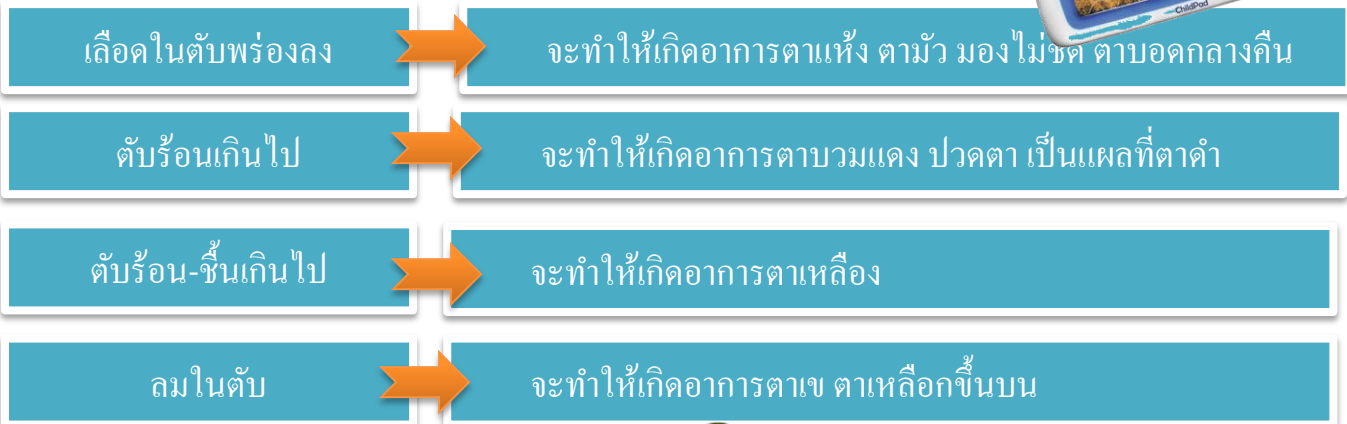 ChildPad
เลือดในตับพร่องลง
จะทำให้เกิดอาการตาแห้ง ตามัว มองไม่ชัด ตาบอดกลางคืน
ตับร้อนเกินไป
จะทำให้เกิดอาการตาบวมแดง ปวดตา เป็นแผลที่ตาดำ
ตับร้อน-ชื้นเกินไป
จะทำให้เกิดอาการตาเหลือง
ลมในตับ
จะทำให้เกิดอาการตาเข ตาเหลือกขึ้นบน